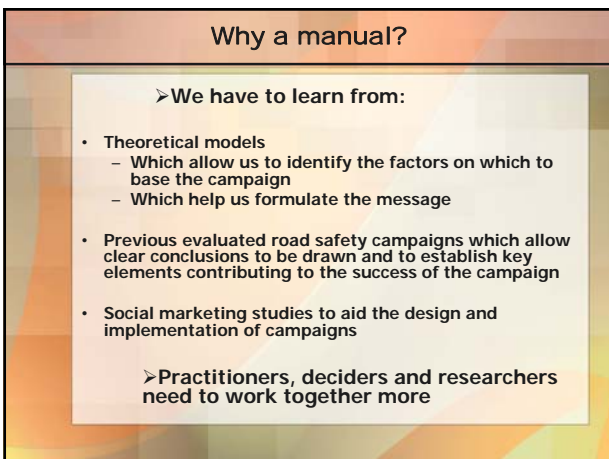 Why a manual?
➢We have to learn from:
• Theoretical models
– Which allow us to identify the factors on which to
base the campaign
– Which help us formulate the message
• Previous evaluated road safety campaigns which allow
clear conclusions to be drawn and to establish key
elements contributing to the success of the campaign
• Social marketing studies to aid the design and
implementation of campaigns
➢Practitioners, deciders and researchers
need to work together more